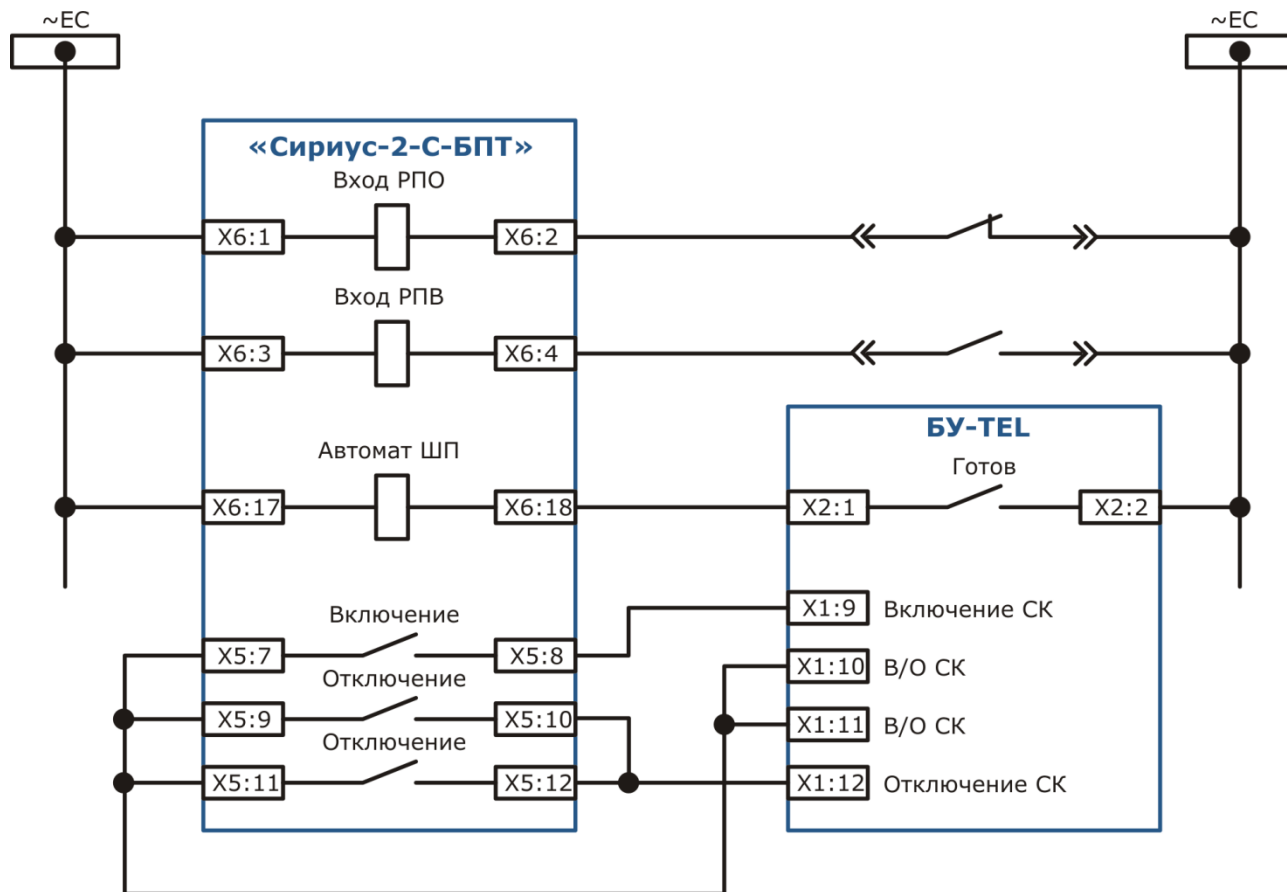 ~ЕС
~ЕС
«Сириус-2-С-БПТ»
Вход РПО
X6:1
X6:2
Вход РПВ
X6:3
X6:4
БУ-TEL
Автомат ШП
Готов
X6:17
X6:18
X2:1
X2:2
X1:9
Включение СК
Включение
X5:7
X5:8
X1:10
В/О СК
Отключение
X5:9
X5:10
X1:11
В/О СК
Отключение
X5:11
X5:12
X1:12
Отключение СК